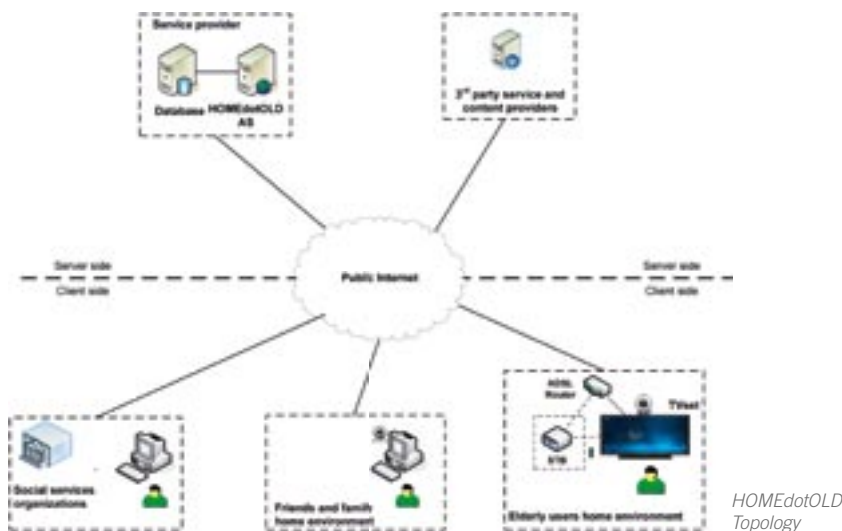 Service provider
Database HOMEdotOLD
AS
3rd party service and
content providers
Public Internet
Server side
Client side
Server side
Client side
Social services
organizations
Friends and family
home environment
ADSL
Router
TVset
STB
Elderly users home environment
HOMEdotOLD
Topology